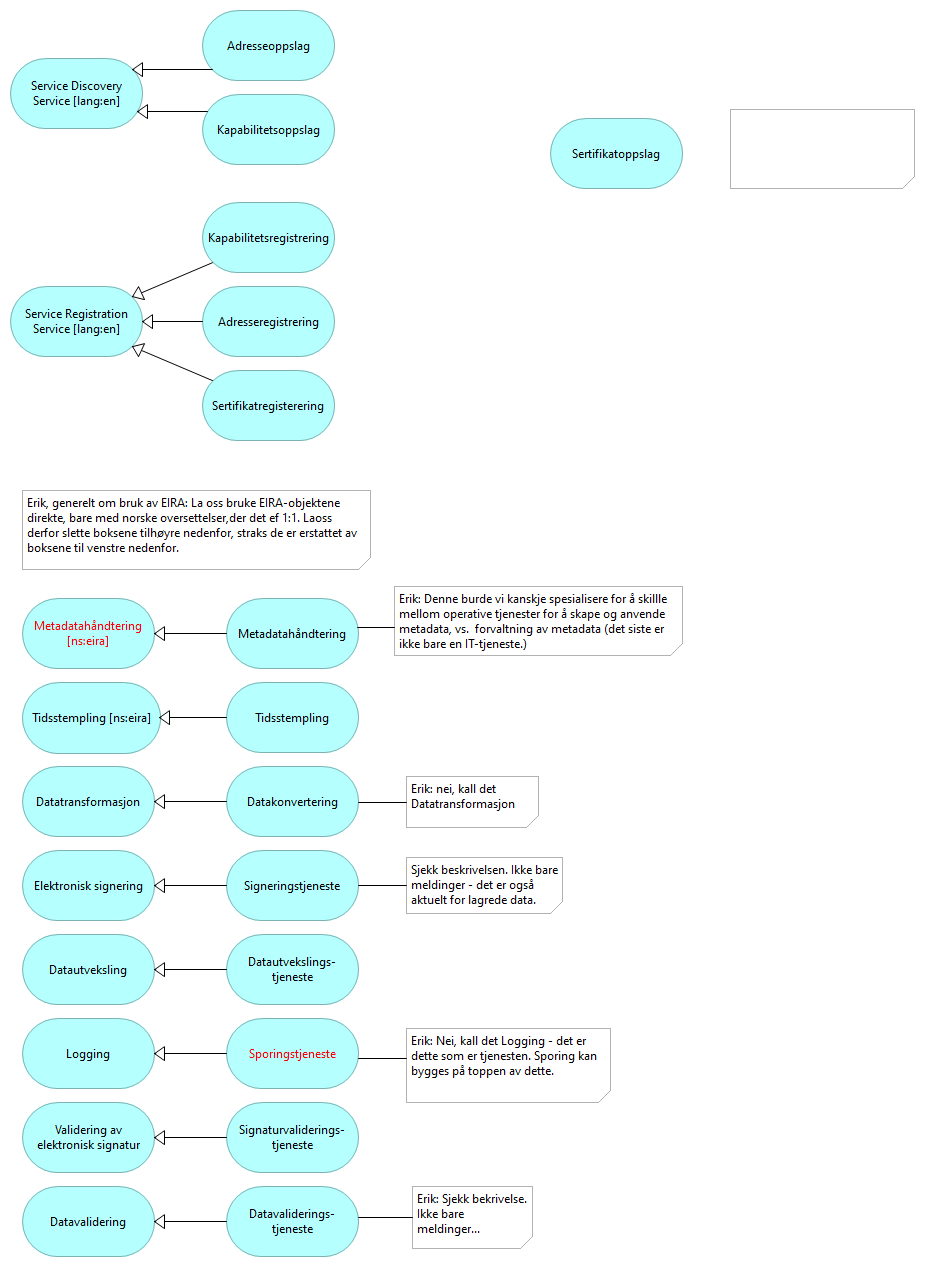 Adresseoppslag
Service Discovery
Service [lang:en]
Kapabilitetsoppslag
Sertifikatoppslag
Kapabilitetsregistrering
Service Registration
Service [lang:en]
Adresseregistrering
Sertifikatregisterering
Erik, generelt om bruk av EIRA: La oss bruke EIRA-objektene
direkte, bare med norske oversettelser,der det ef 1:1. Laoss
derfor slette boksene tilhøyre nedenfor, straks de er erstattet av
boksene til venstre nedenfor.
Metadatahåndtering
[ns:eira]
Metadatahåndtering
Erik: Denne burde vi kanskje spesialisere for å skillle
mellom operative tjenester for å skape og anvende
metadata, vs.  forvaltning av metadata (det siste er
ikke bare en IT-tjeneste.)
Tidsstempling [ns:eira]
Tidsstempling
Datatransformasjon
Datakonvertering
Erik: nei, kall det
Datatransformasjon
Elektronisk signering
Signeringstjeneste
Sjekk beskrivelsen. Ikke bare
meldinger - det er også
aktuelt for lagrede data.
Datautveksling
Datautvekslings-
tjeneste
Logging
Sporingstjeneste
Erik: Nei, kall det Logging - det er
dette som er tjenesten. Sporing kan
bygges på toppen av dette.
Validering av
elektronisk signatur
Signaturvaliderings-
tjeneste
Datavalidering
Datavaliderings-
tjeneste
Erik: Sjekk bekrivelse.
Ikke bare
meldinger...